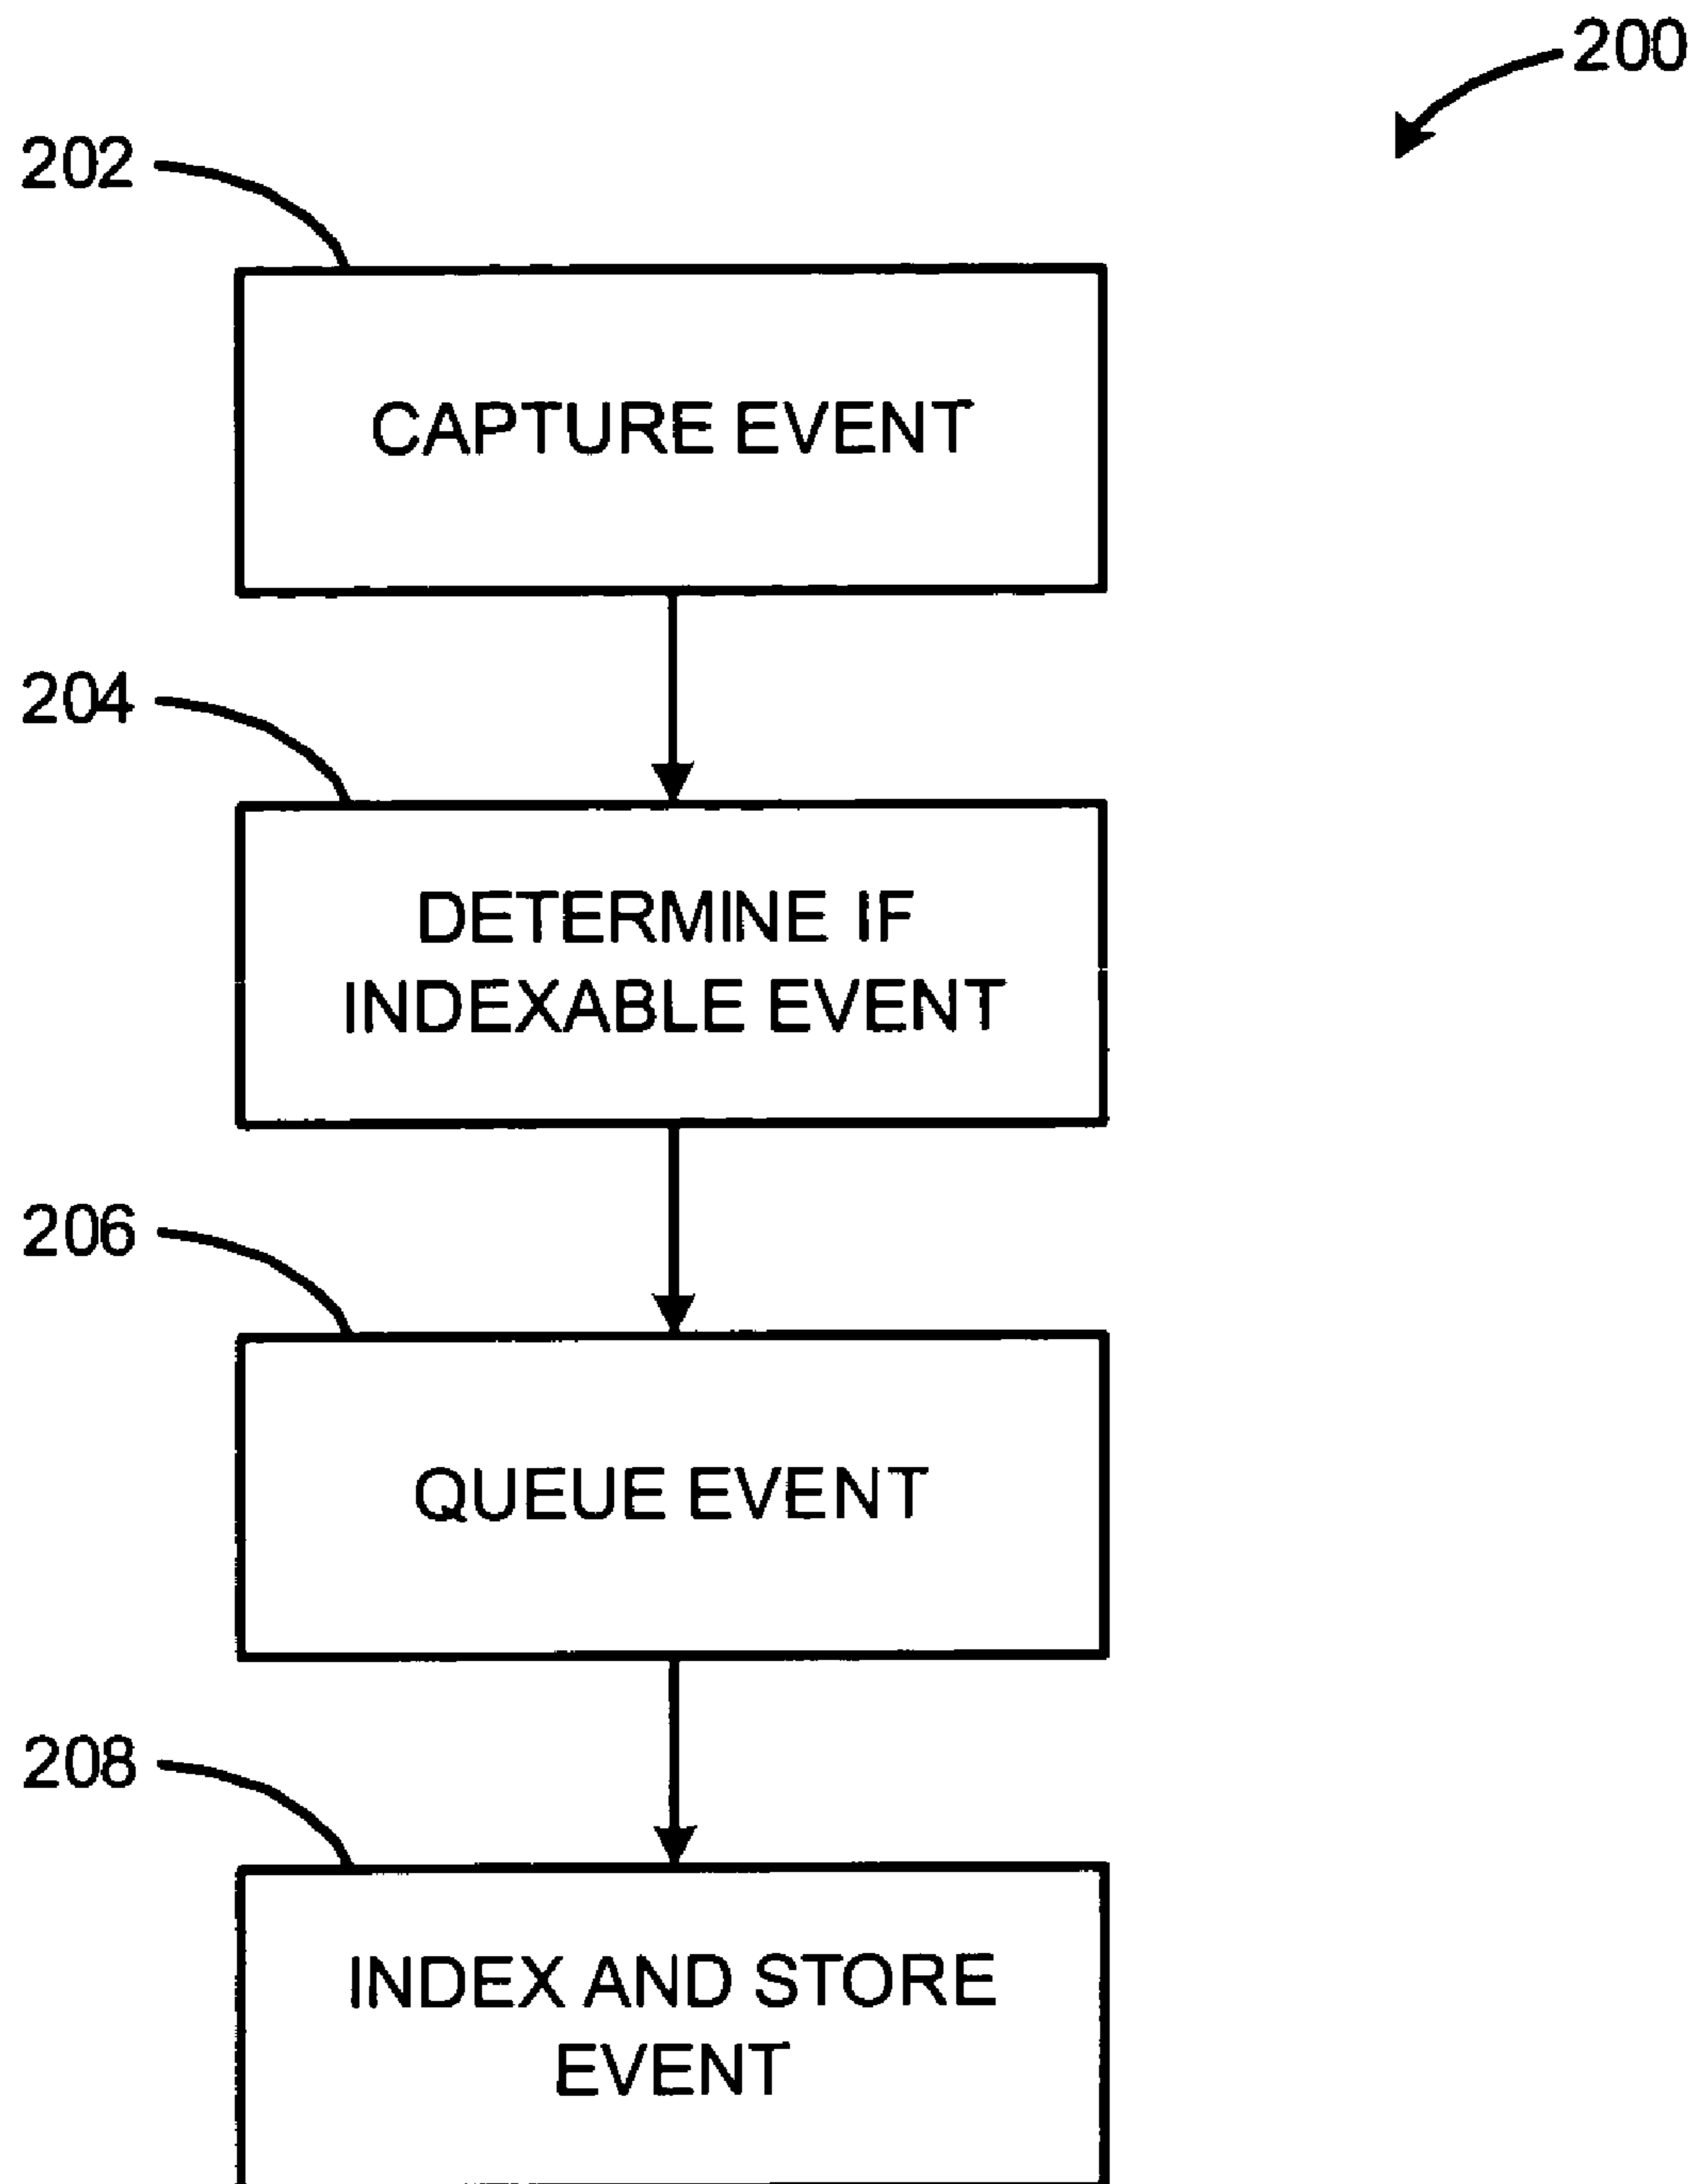 200
202
CAPTURE EVENT
204
DETERMINE IF
INDEXABLE EVENT
206
QUEUE EVENT
208
INDEX AND STORE
EVENT